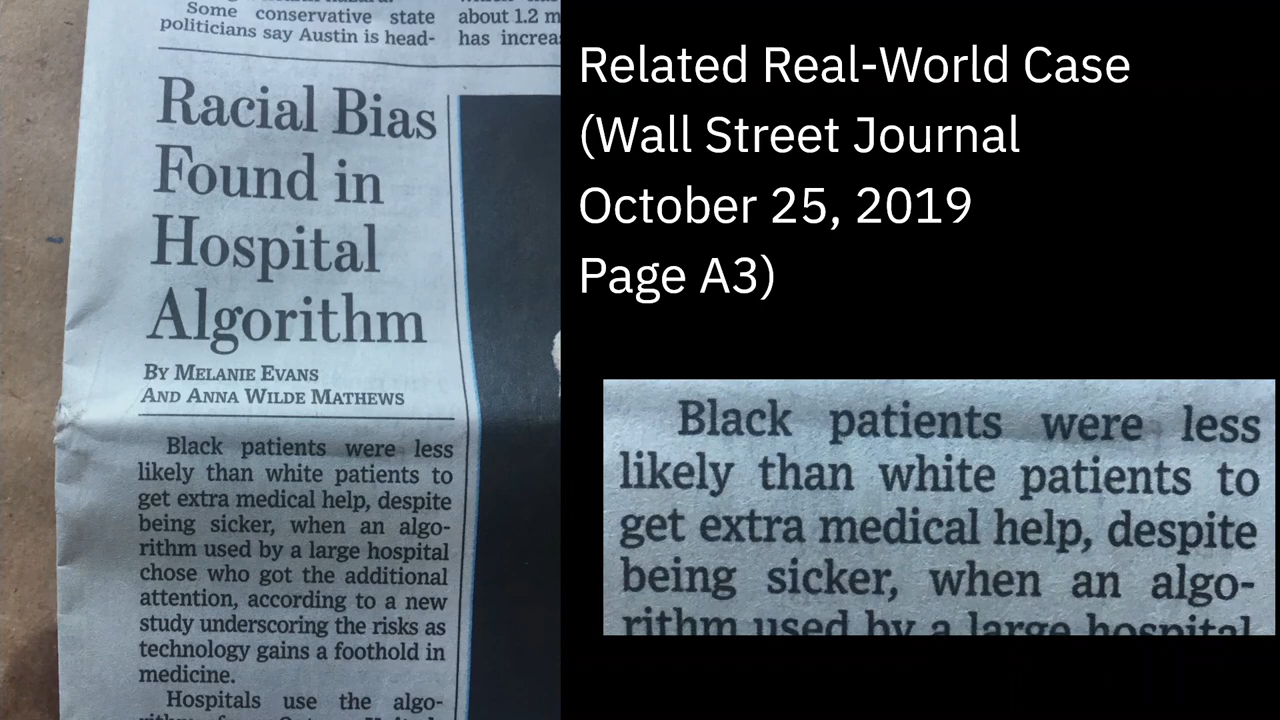 Some conservative state
politicians say Austin is head-
about 1.2 m
has increa
Racial Bias
Found in
Hospital
Algorithm
BY MELANIE EVANS
AND ANNA WILDE MATHEWS
Black patients were less
likely than white patients to
get extra medical help, despite
being sicker, when an algo-
rithm used by a large hospital
chose who got the additional
attention, according to a new
study underscoring the risks as
technology gains a foothold in
medicine.
Hospitals use the algo-
Related Real-World Case
(Wall Street Journal
October 25, 2019
Page A3)
Black patients were less
likely than white patients to
get extra medical help, despite
being sicker, when an algo-
rithm used by a large hospital